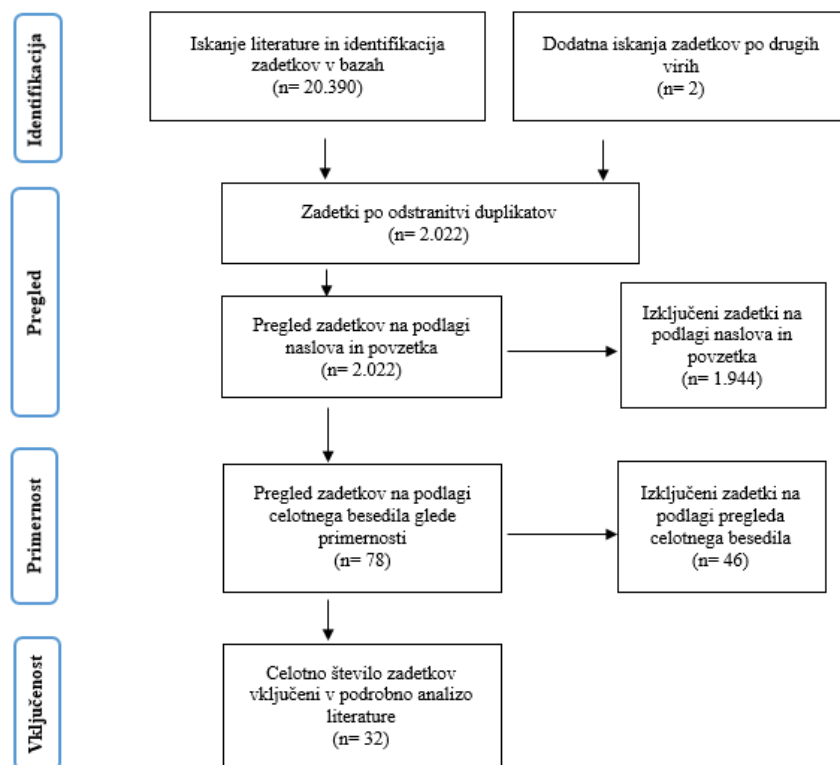 Identifikacija
Iskanje literature in identifikacija
zadetkov v bazah
(n= 20.390)
Dodatna iskanja zadetkov po drugih
virih
(n= 2)
Pregled
Zadetki po odstranitvi duplikatov
(n= 2.022)
Pregled zadetkov na podlagi
naslova in povzetka
(n= 2.022)
Izključeni zadetki na
podlagi naslova in
povzetka
(n= 1.944)
Primernost
Pregled zadetkov na podlagi
celotnega besedila glede
primernosti
(n= 78)
Izključeni zadetki na
podlagi pregleda
celotnega besedila
(n= 46)
Vključenost
Celotno število zadetkov
vključeni v podrobno analizo
literature
(n= 32)